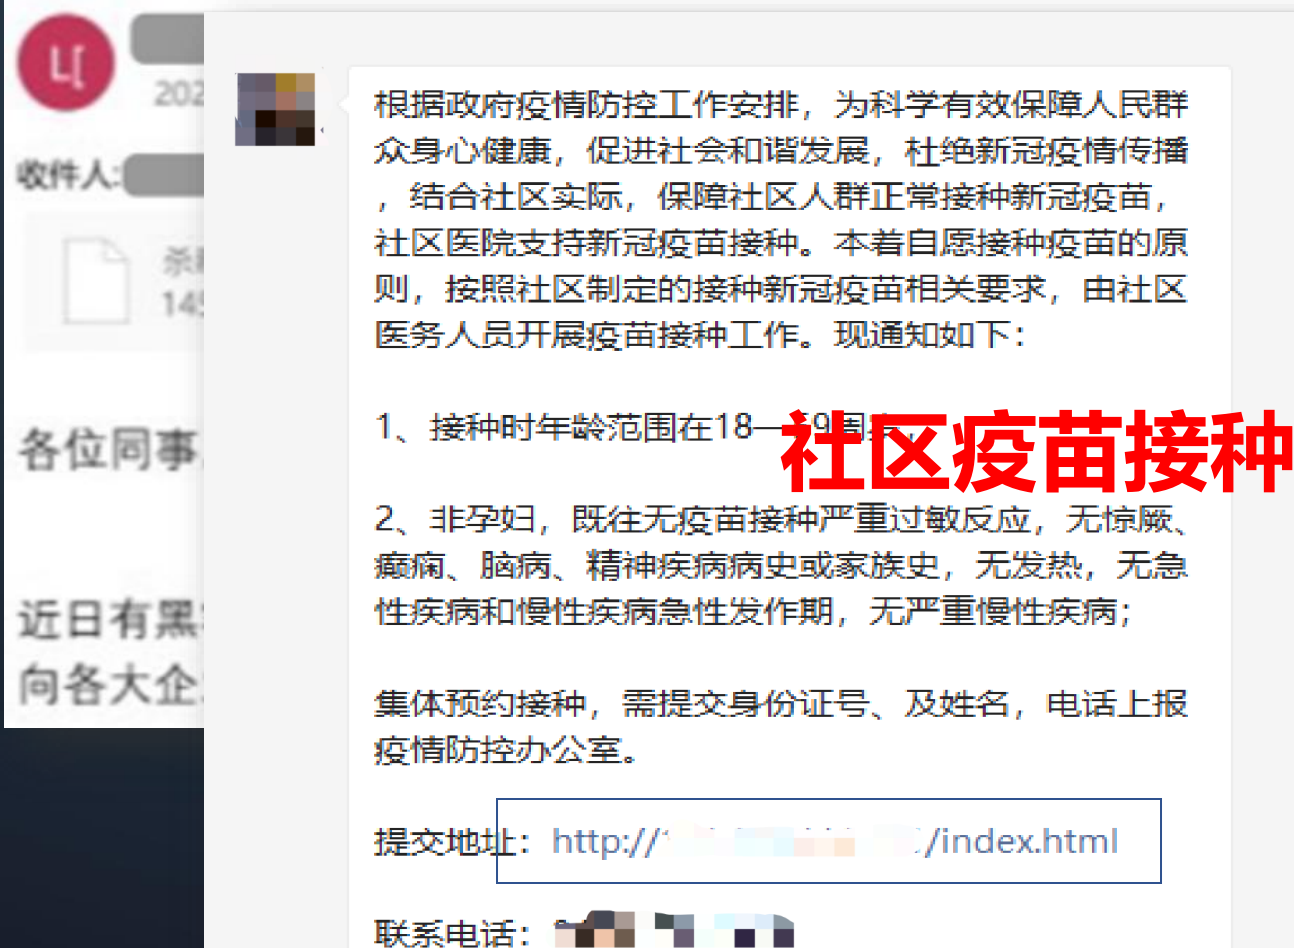 202
收件人:
145
各位同事
近日有黑
向各大企
根据政府疫情防控工作安排，为科学有效保障人民群
众身心健康，促进社会和谐发展，杜绝新冠疫情传播
，结合社区实际，保障社区人群正常接种新冠疫苗，
社区医院支持新冠疫苗接种。本着自愿接种疫苗的原
则，按照社区制定的接种新冠疫苗相关要求，由社区
医务人员开展疫苗接种工作。现通知如下：
1、接种时年龄范围在18—59周
社区疫苗接种
2、非孕妇，既往无疫苗接种严重过敏反应，无惊厥、
癫痫、脑病、精神疾病病史或家族史，无发热，无急
性疾病和慢性疾病急性发作期，无严重慢性疾病；
集体预约接种，需提交身份证号、及姓名，电话上报
疫情防控办公室。
提交地址：http:// /index.html
联系电话：